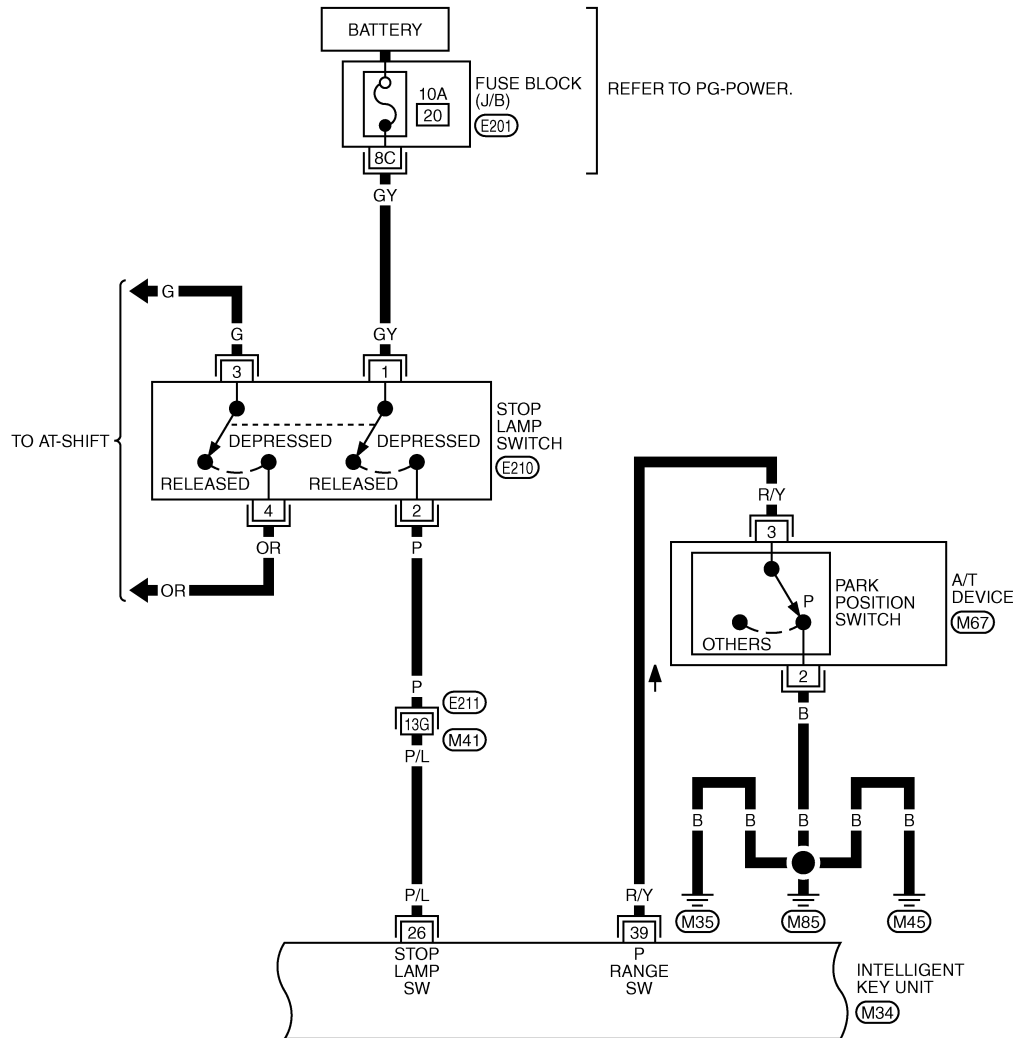 BATTERY
FUSE BLOCK
(J/B)
10A
20
E201
REFER TO PG-POWER.
8C
GY
G
G
GY
3
1
STOP
LAMP
SWITCH
E210
TO AT-SHIFT
DEPRESSED
DEPRESSED
RELEASED
RELEASED
4
2
OR
P
OR
R/Y
3
A/T
DEVICE
M67
PARK
POSITION
SWITCH
P
OTHERS
2
B
P
E211
13G
M41
P/L
B
B
B
B
B
P/L
R/Y
M35
M85
M45
26
39
STOP
LAMP
SW
P
RANGE
SW
INTELLIGENT
KEY UNIT
M34